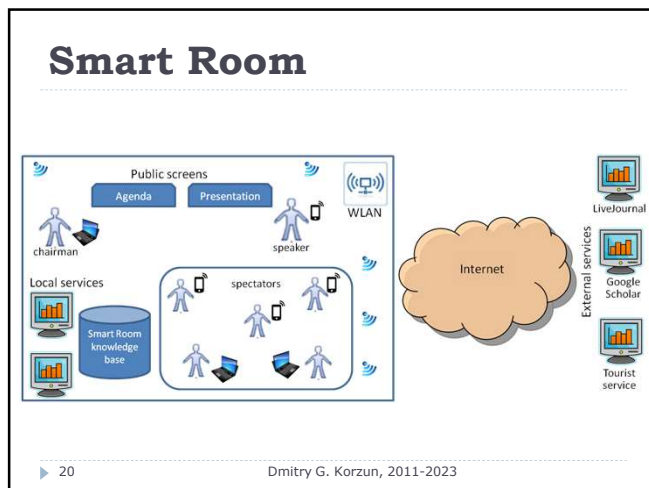 Smart Room
Public screens
Agenda
Presentation
WLAN
chairman
speaker
Local services
Smart Room
knowledge
base
spectators
Internet
External services
LiveJournal
Google
Scholar
Tourist
service
20
Dmitry G. Korzun, 2011-2023